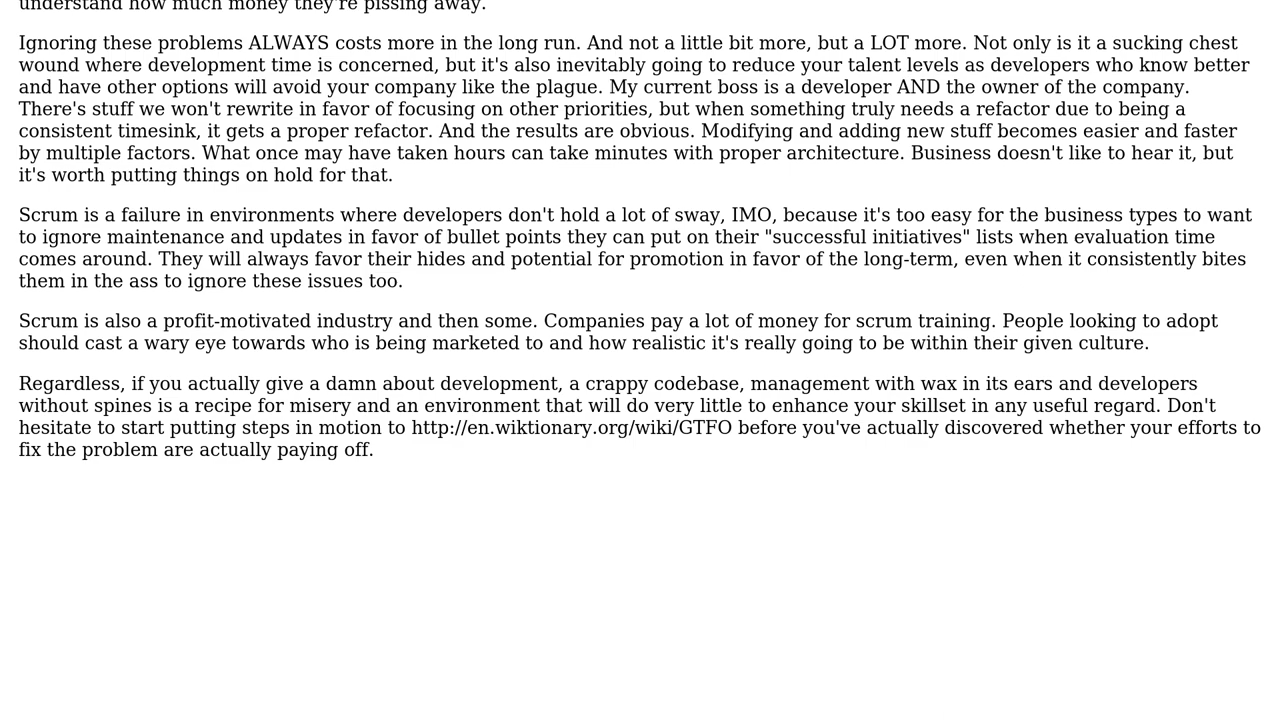 understand how much money they're pissing away.
Ignoring these problems ALWAYS costs more in the long run. And not a little bit more, but a LOT more. Not only is it a sucking chest
wound where development time is concerned, but it's also inevitably going to reduce your talent levels as developers who know better
and have other options will avoid your company like the plague. My current boss is a developer AND the owner of the company.
There's stuff we won't rewrite in favor of focusing on other priorities, but when something truly needs a refactor due to being a
consistent timesink, it gets a proper refactor. And the results are obvious. Modifying and adding new stuff becomes easier and faster
by multiple factors. What once may have taken hours can take minutes with proper architecture. Business doesn't like to hear it, but
it's worth putting things on hold for that.
Scrum is a failure in environments where developers don't hold a lot of sway, IMO, because it's too easy for the business types to want
to ignore maintenance and updates in favor of bullet points they can put on their "successful initiatives" lists when evaluation time
comes around. They will always favor their hides and potential for promotion in favor of the long-term, even when it consistently bites
them in the ass to ignore these issues too.
Scrum is also a profit-motivated industry and then some. Companies pay a lot of money for scrum training. People looking to adopt
should cast a wary eye towards who is being marketed to and how realistic it's really going to be within their given culture.
Regardless, if you actually give a damn about development, a crappy codebase, management with wax in its ears and developers
without spines is a recipe for misery and an environment that will do very little to enhance your skillset in any useful regard. Don't
hesitate to start putting steps in motion to http://en.wiktionary.org/wiki/GTFO before you've actually discovered whether your efforts to
fix the problem are actually paying off.